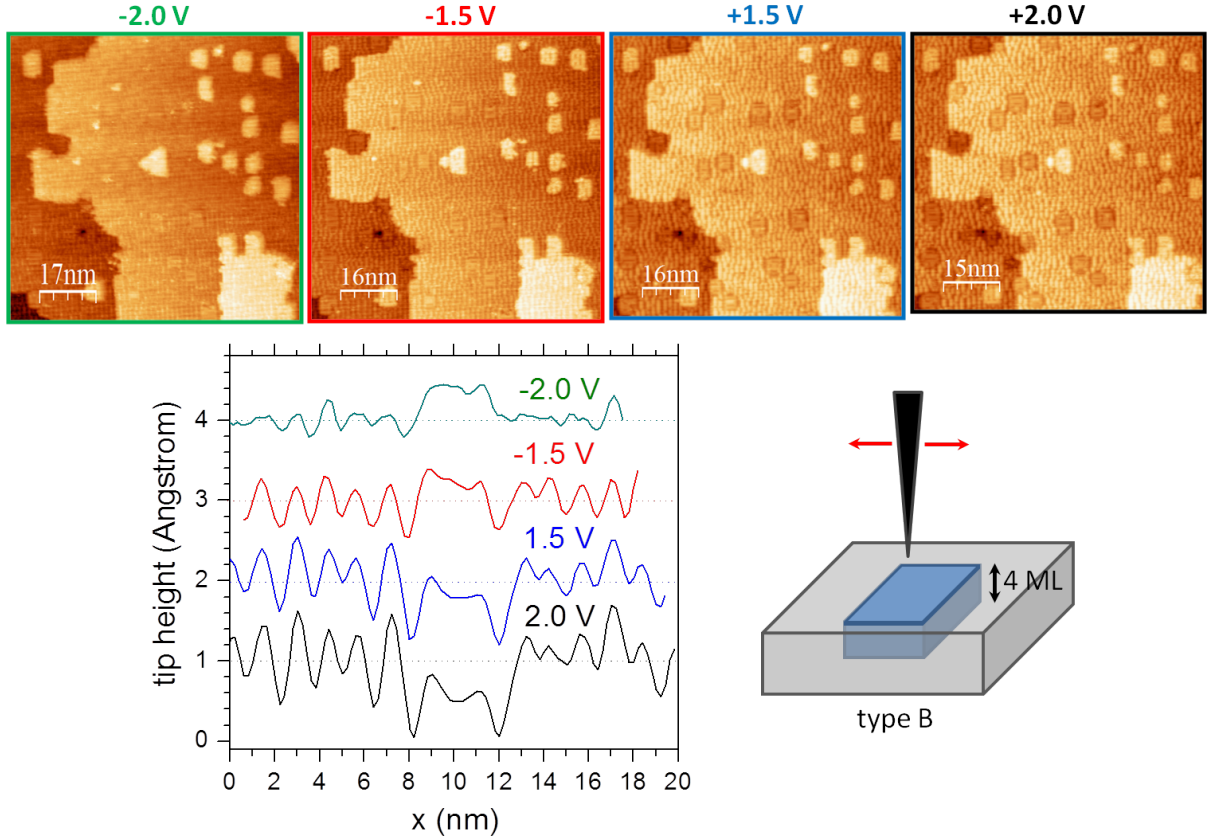 -2.0 V
-1.5 V
+1.5 V
+2.0 V
17nm
16nm
16nm
15nm
tip height (Angstrom)
4
3
2
1
0
-2.0 V
-1.5 V
1.5 V
2.0 V
0 2 4 6 8 10 12 14 16 18 20
x (nm)
4 ML
type B